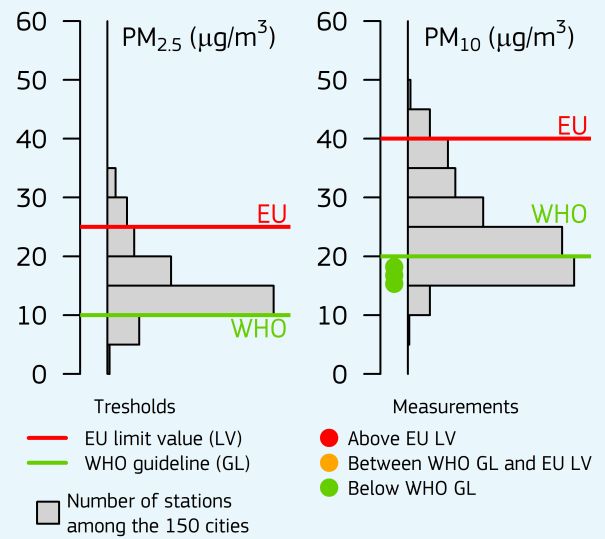 PM2.5 (μg/m3)
60
50
40
30
20
10
0
EU
WHO
PM10 (μg/m3)
60
50
40
30
20
10
0
EU
WHO
Tresholds
EU limit value (LV)
WHO guideline (GL)
Number of stations
among the 150 cities
Measurements
Above EU LV
Between WHO GL and EU LV
Below WHO GL